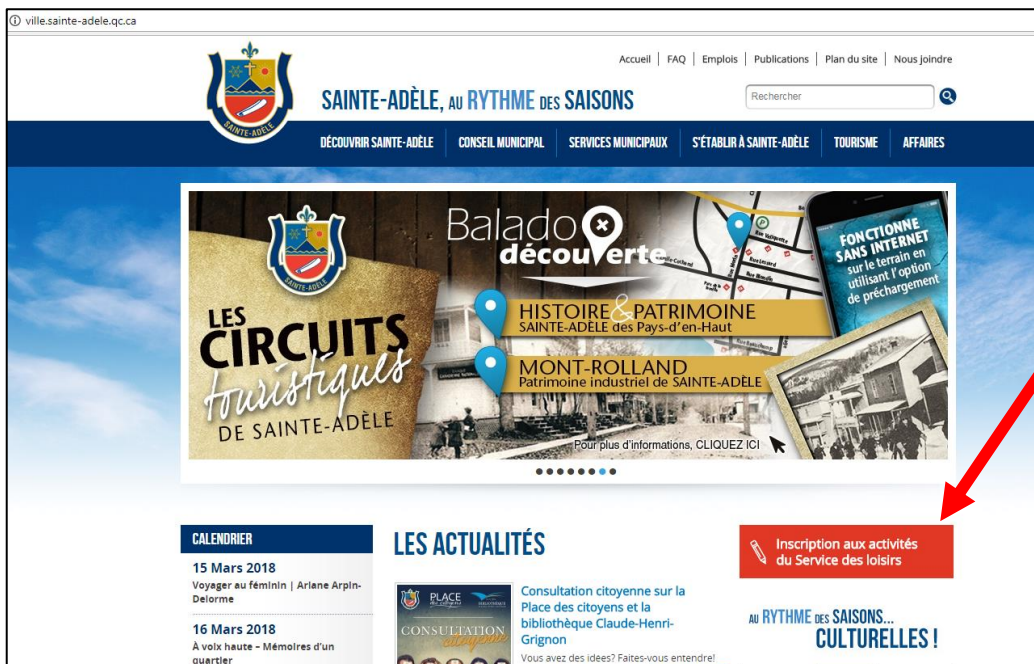 ville.sainte-adele.qc.ca
Accueil | FAQ | Emplois | Publications | Plan du site | Nous joindre
SAINTE-ADÈLE
SAINTE-ADÈLE, AU RYTHME DES SAISONS
Rechercher
DÉCOUVRIR SAINTE-ADÈLE CONSEIL MUNICIPAL SERVICES MUNICIPAUX S'ÉTABLIR À SAINTE-ADÈLE TOURISME AFFAIRES
SAINTE-ADÈLE
LES
CIRCUITS
touristiques
DE SAINTE-ADÈLE
Balado
découverte
HISTOIRE & PATRIMOINE
SAINTE-ADÈLE des Pays-d'en-Haut
MONT-ROLLAND
Patrimoine industriel de SAINTE-ADÈLE
Pour plus d'informations, CLIQUEZ ICI
FONCTIONNE
SANS INTERNET
sur le terrain en
utilisant l'option
de préchargement
CALENDRIER
15 Mars 2018
Voyager au féminin | Ariane Arpin-
Delorme
16 Mars 2018
À voix haute – Mémoires d'un
quartier
LES ACTUALITÉS
PLACE
des citoyens
CONSULTATION
citoyenne
Consultation citoyenne sur la
Place des citoyens et la
bibliothèque Claude-Henri-
Grignon
Vous avez des idées? Faites-vous entendre!
Inscription aux activités
du Service des loisirs
AU RYTHME DES SAISONS...
CULTURELLES !